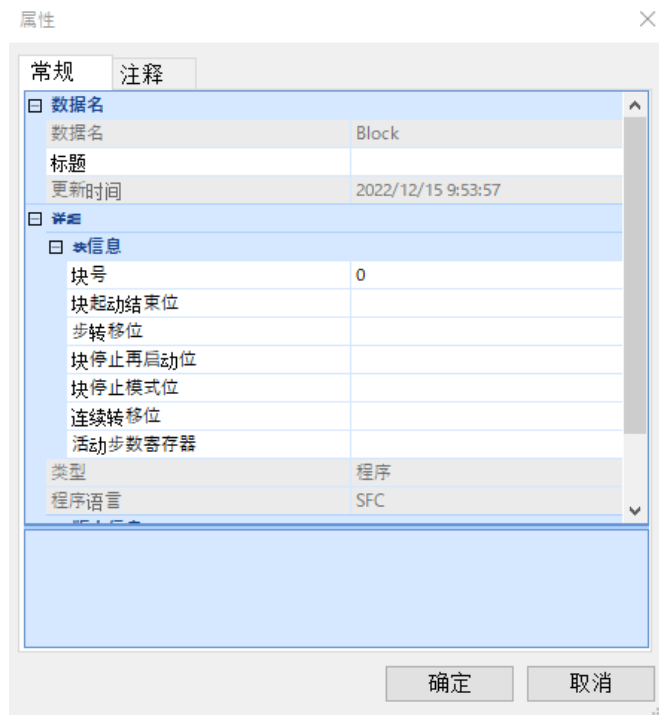 属性
常规 注释
数据名
数据名 Block
标题
更新时间 2022/12/15 9:53:57
详细
块信息
块号 0
块起动结束位
步转移位
块停止再启动位
块停止模式位
连续转移位
活动步数寄存器
类型 程序
程序语言 SFC
确定 取消